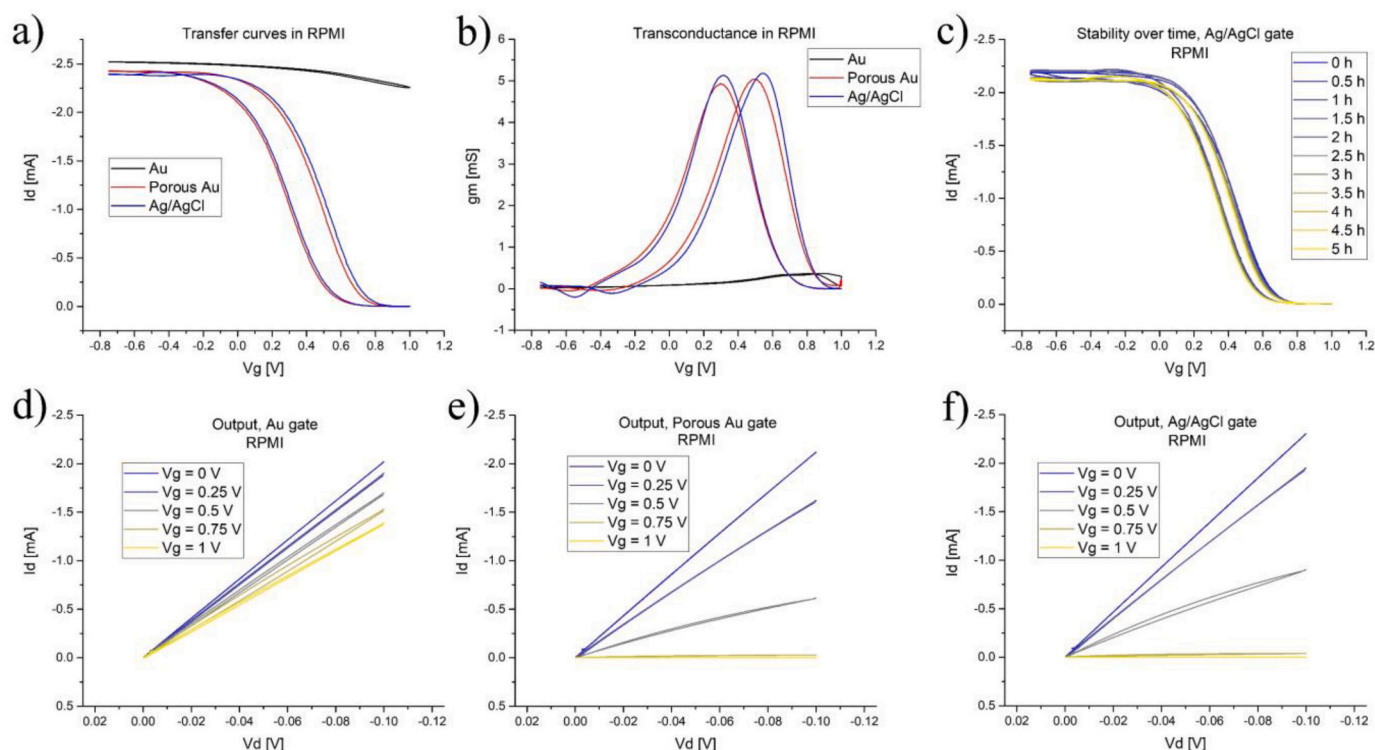 a)
Transfer curves in RPMI
-2.5
-2.0
-1.5
-1.0
-0.5
0.0
Id [mA]
Au
Porous Au
Ag/AgCl
-0.8 -0.6 -0.4 -0.2 0.0 0.2 0.4 0.6 0.8 1.0 1.2
Vg [V]
b)
Transconductance in RPMI
6
5
4
3
2
1
0
-1
gm [mS]
Au
Porous Au
Ag/AgCl
-0.8 -0.6 -0.4 -0.2 0.0 0.2 0.4 0.6 0.8 1.0 1.2
Vg [V]
c)
Stability over time, Ag/AgCl gate
RPMI
-2.5
-2.0
-1.5
-1.0
-0.5
0.0
Id [mA]
0 h
0.5 h
1 h
1.5 h
2 h
2.5 h
3 h
3.5 h
4 h
4.5 h
5 h
-0.8 -0.6 -0.4 -0.2 0.0 0.2 0.4 0.6 0.8 1.0 1.2
Vg [V]
d)
Output, Au gate
RPMI
-2.5
-2.0
-1.5
-1.0
-0.5
0.0
0.5
Id [mA]
Vg = 0 V
Vg = 0.25 V
Vg = 0.5 V
Vg = 0.75 V
Vg = 1 V
0.02 0.00 -0.02 -0.04 -0.06 -0.08 -0.10 -0.12
Vd [V]
e)
Output, Porous Au gate
RPMI
-2.5
-2.0
-1.5
-1.0
-0.5
0.0
0.5
Id [mA]
Vg = 0 V
Vg = 0.25 V
Vg = 0.5 V
Vg = 0.75 V
Vg = 1 V
0.02 0.00 -0.02 -0.04 -0.06 -0.08 -0.10 -0.12
Vd [V]
f)
Output, Ag/AgCl gate
RPMI
-2.5
-2.0
-1.5
-1.0
-0.5
0.0
0.5
Id [mA]
Vg = 0 V
Vg = 0.25 V
Vg = 0.5 V
Vg = 0.75 V
Vg = 1 V
0.02 0.00 -0.02 -0.04 -0.06 -0.08 -0.10 -0.12
Vd [V]